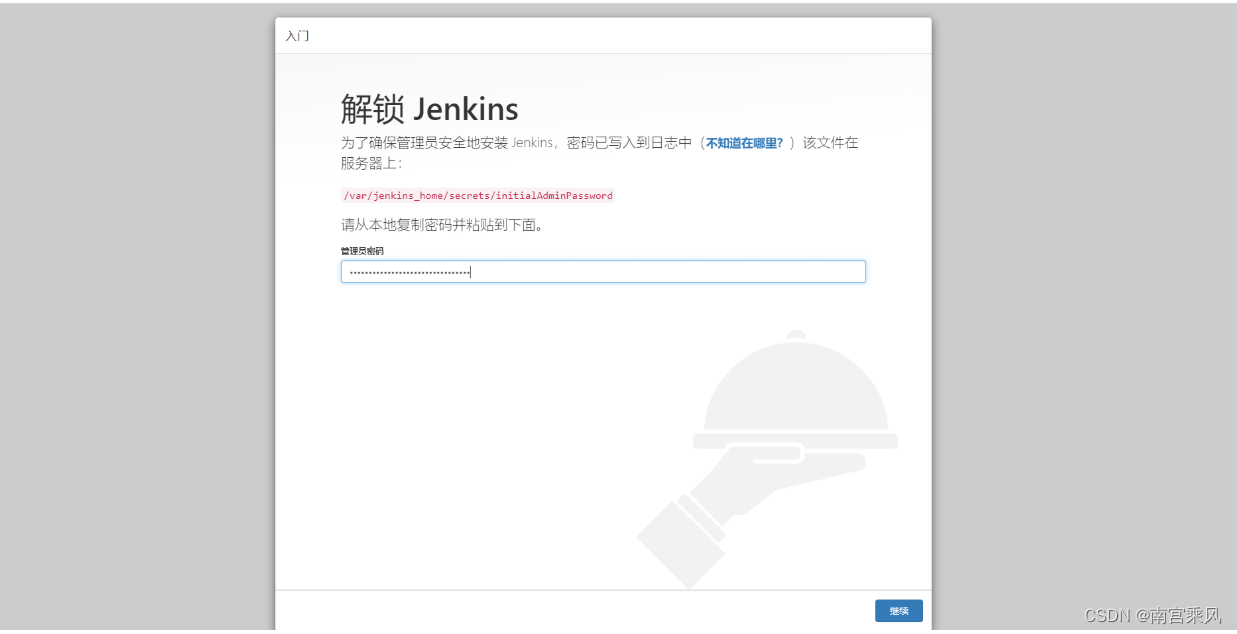 入门
解锁 Jenkins
为了确保管理员安全地安装 Jenkins，密码已写入到日志中（不知道在哪里？）该文件在
服务器上：
/var/jenkins_home/secrets/initialAdminPassword
请从本地复制密码并粘贴到下面。
管理员密码
继续
CSDN @南宫乘风